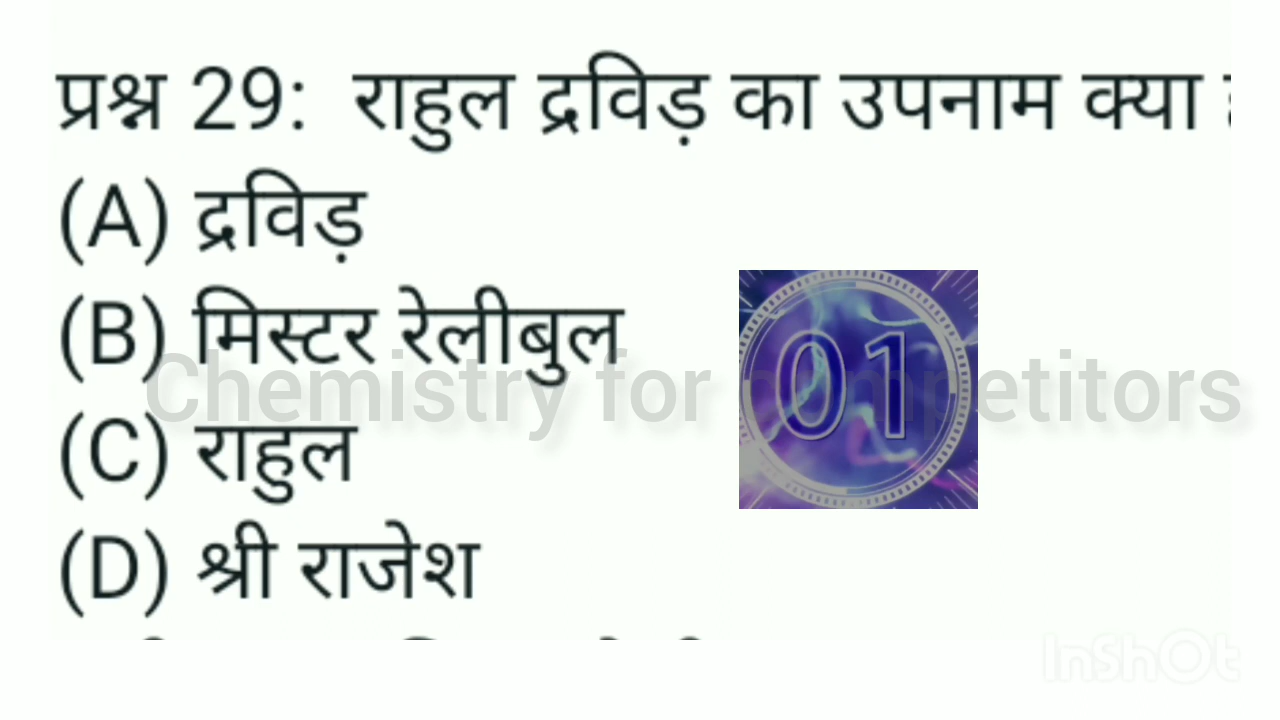 प्रश्न 29: राहुल द्रविड़ का उपनाम क्या
(A) द्रविड़
(B) मिस्टर रेलीबुल
Chemistry for competitors
01
(C) राहुल
(D) श्री राजेश
InShOt